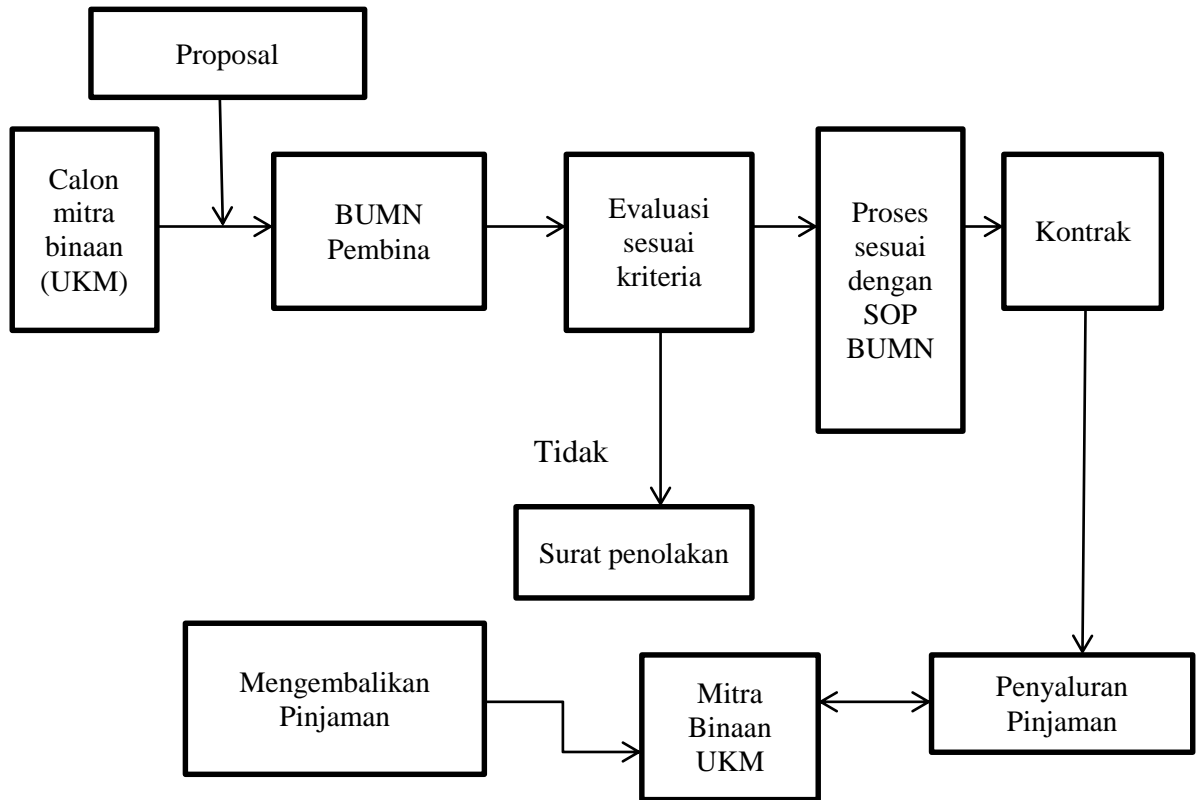 Proposal
Calon
mitra
binaan
(UKM)
BUMN
Pembina
Evaluasi
sesuai
kriteria
Proses
sesuai
dengan
SOP
BUMN
Kontrak
Tidak
Surat penolakan
Mengembalikan
Pinjaman
Mitra
Binaan
UKM
Penyaluran
Pinjaman